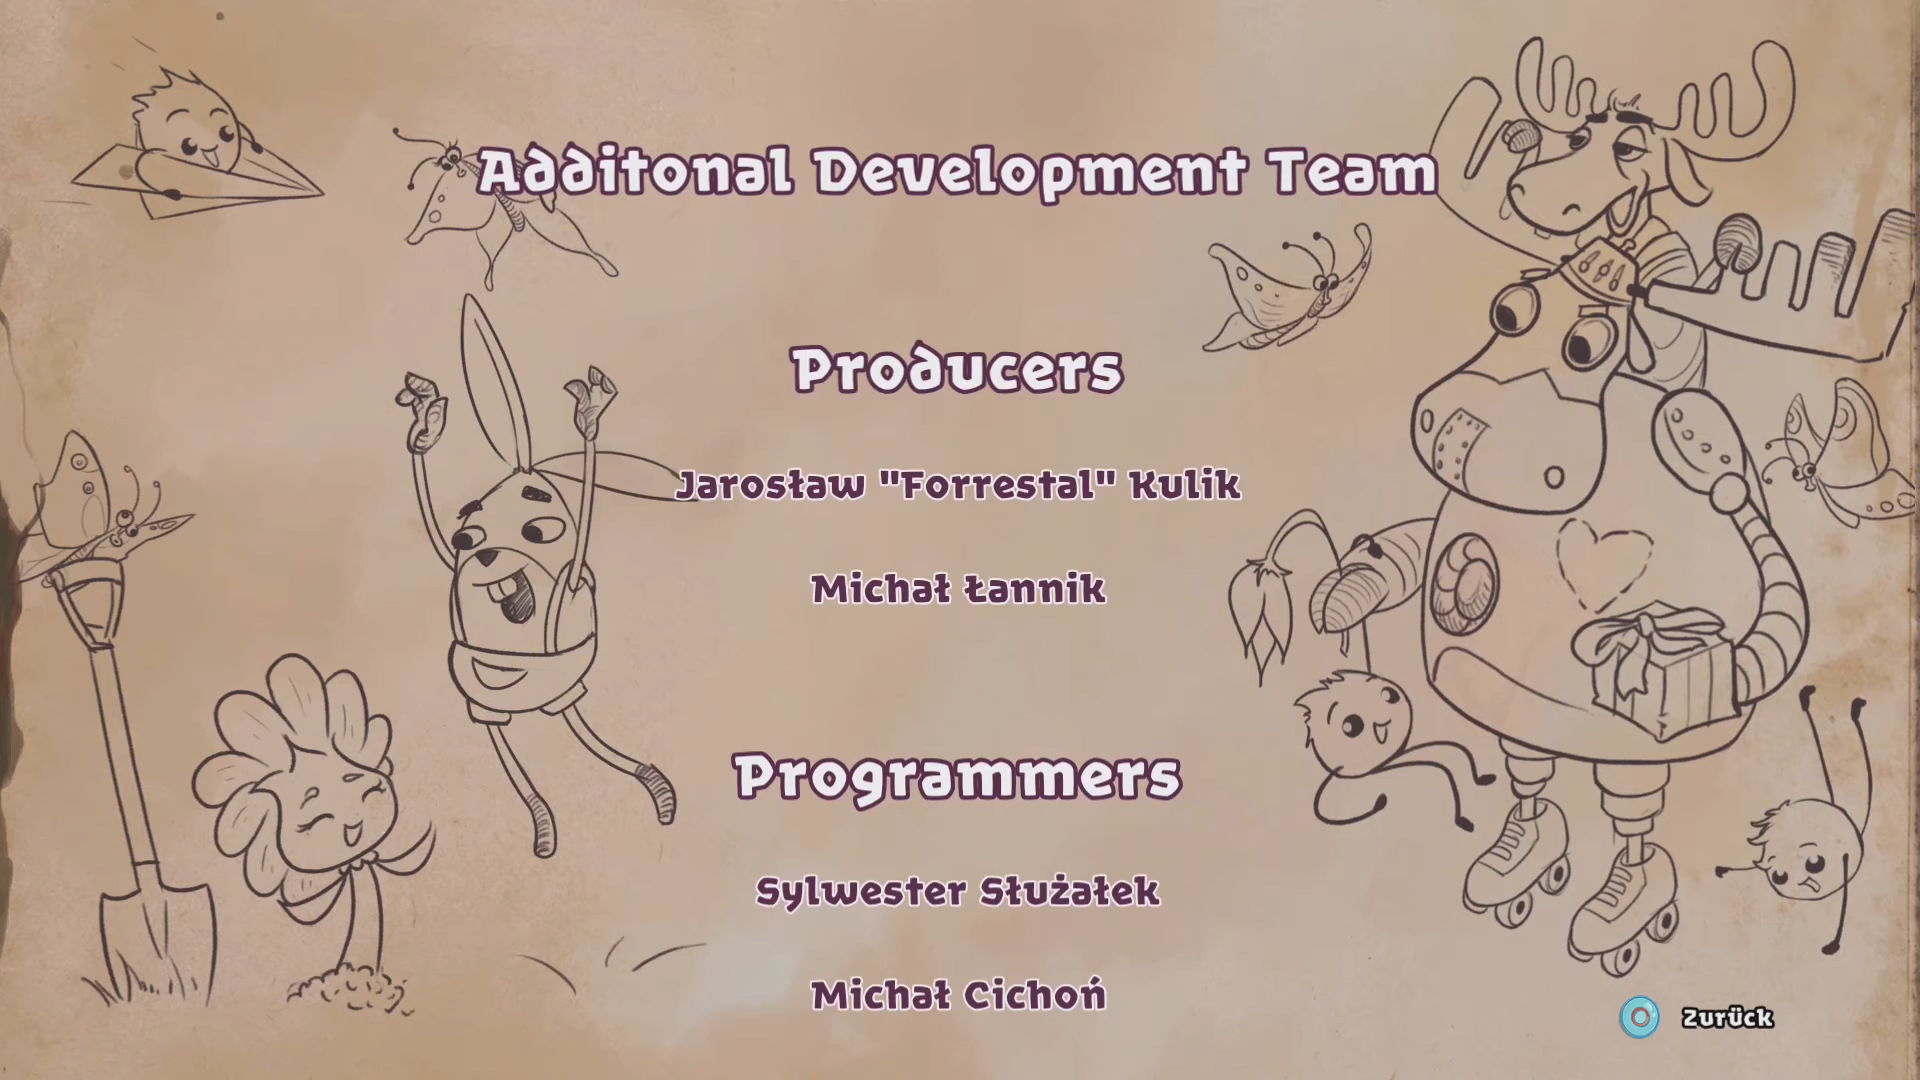 Additonal Development Team
Producers
Jarosław "Forrestal" Kulik
Michał Łannik
Programmers
Sylwester Służałek
Michał Cichoń
Zurück